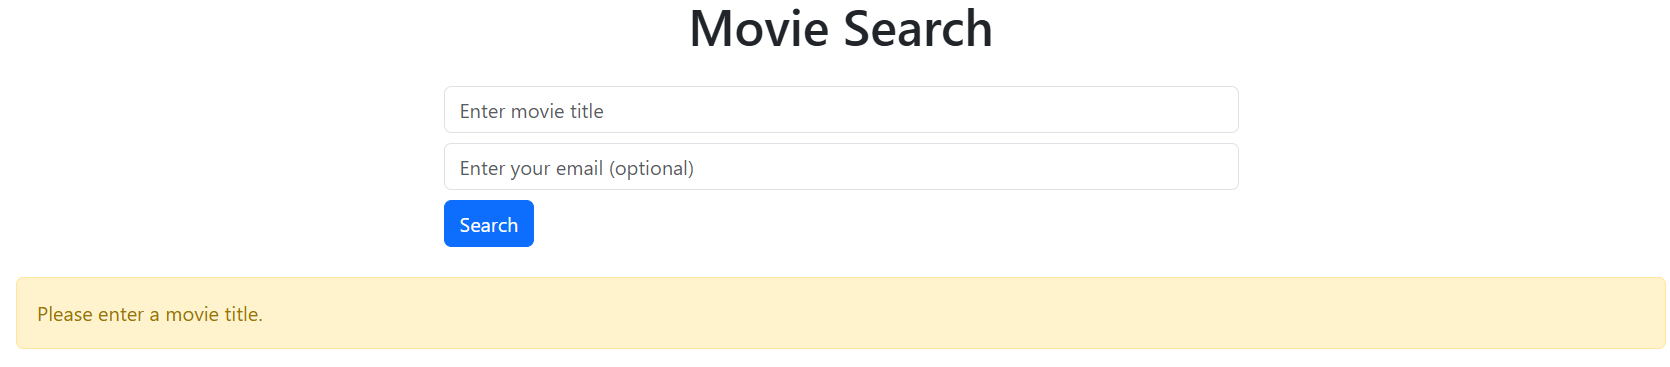 Movie Search
Enter movie title
Enter your email (optional)
Search
Please enter a movie title.